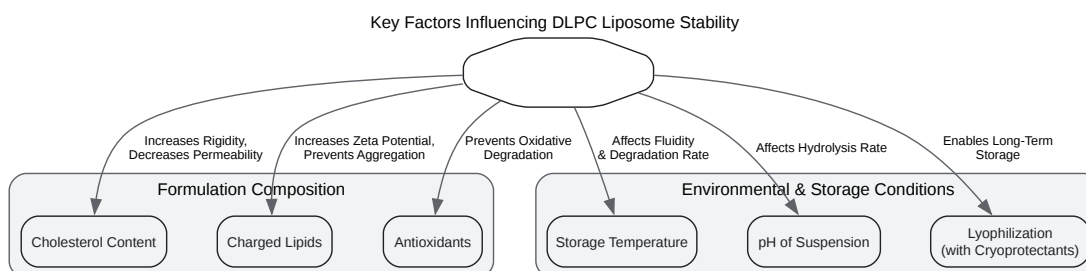 Key Factors Influencing DLPC Liposome Stability
Increases Rigidity,
Decreases Permeability
Increases Zeta Potential,
Prevents Aggregation
Prevents Oxidative
Degradation
Affects Fluidity
& Degradation Rate
Affects Hydrolysis Rate
Enables Long-Term
Storage
Formulation Composition
Environmental & Storage Conditions
Cholesterol Content
Charged Lipids
Antioxidants
Storage Temperature
pH of Suspension
Lyophilization
(with Cryoprotectants)